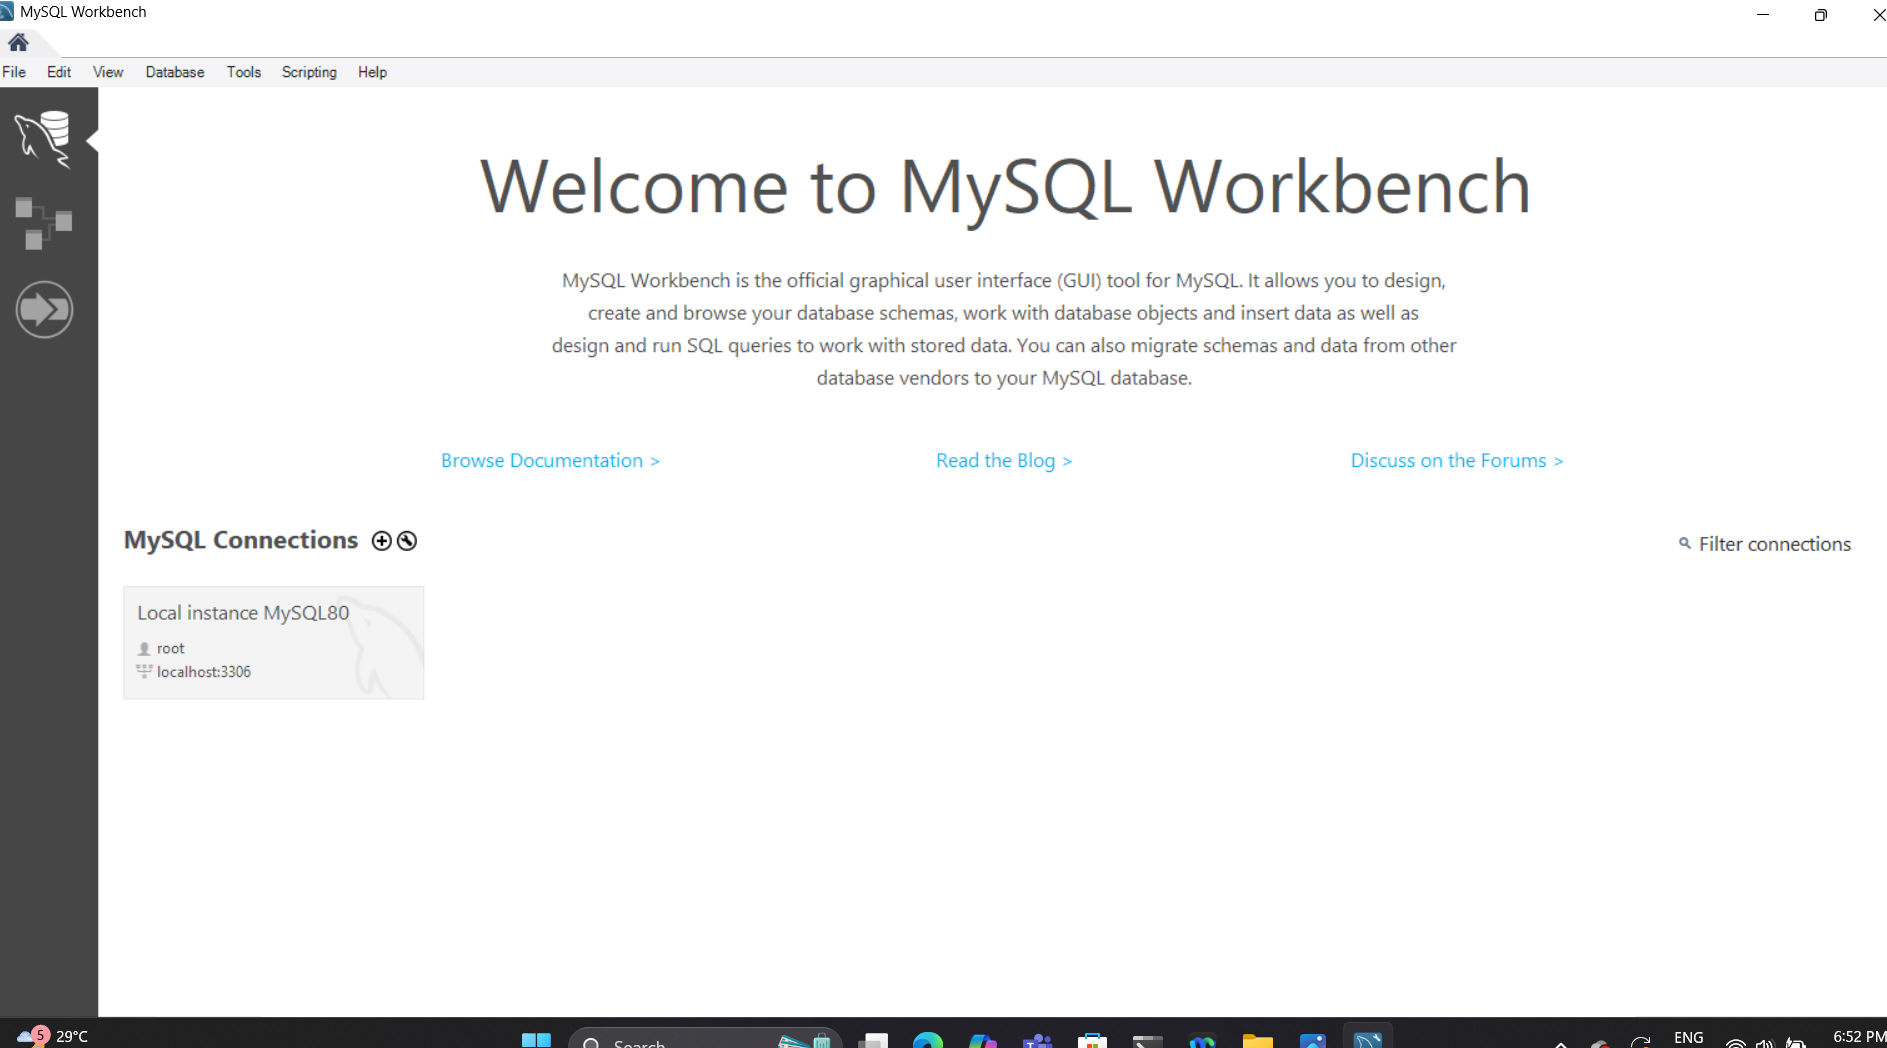 MySQL Workbench
File Edit View Database Tools Scripting Help
Welcome to MySQL Workbench
MySQL Workbench is the official graphical user interface (GUI) tool for MySQL. It allows you to design,
create and browse your database schemas, work with database objects and insert data as well as
design and run SQL queries to work with stored data. You can also migrate schemas and data from other
database vendors to your MySQL database.
Browse Documentation > Read the Blog > Discuss on the Forums >
MySQL Connections
Filter connections
Local instance MySQL80
root
localhost:3306
5 29°C Search ENG 6:52 PM